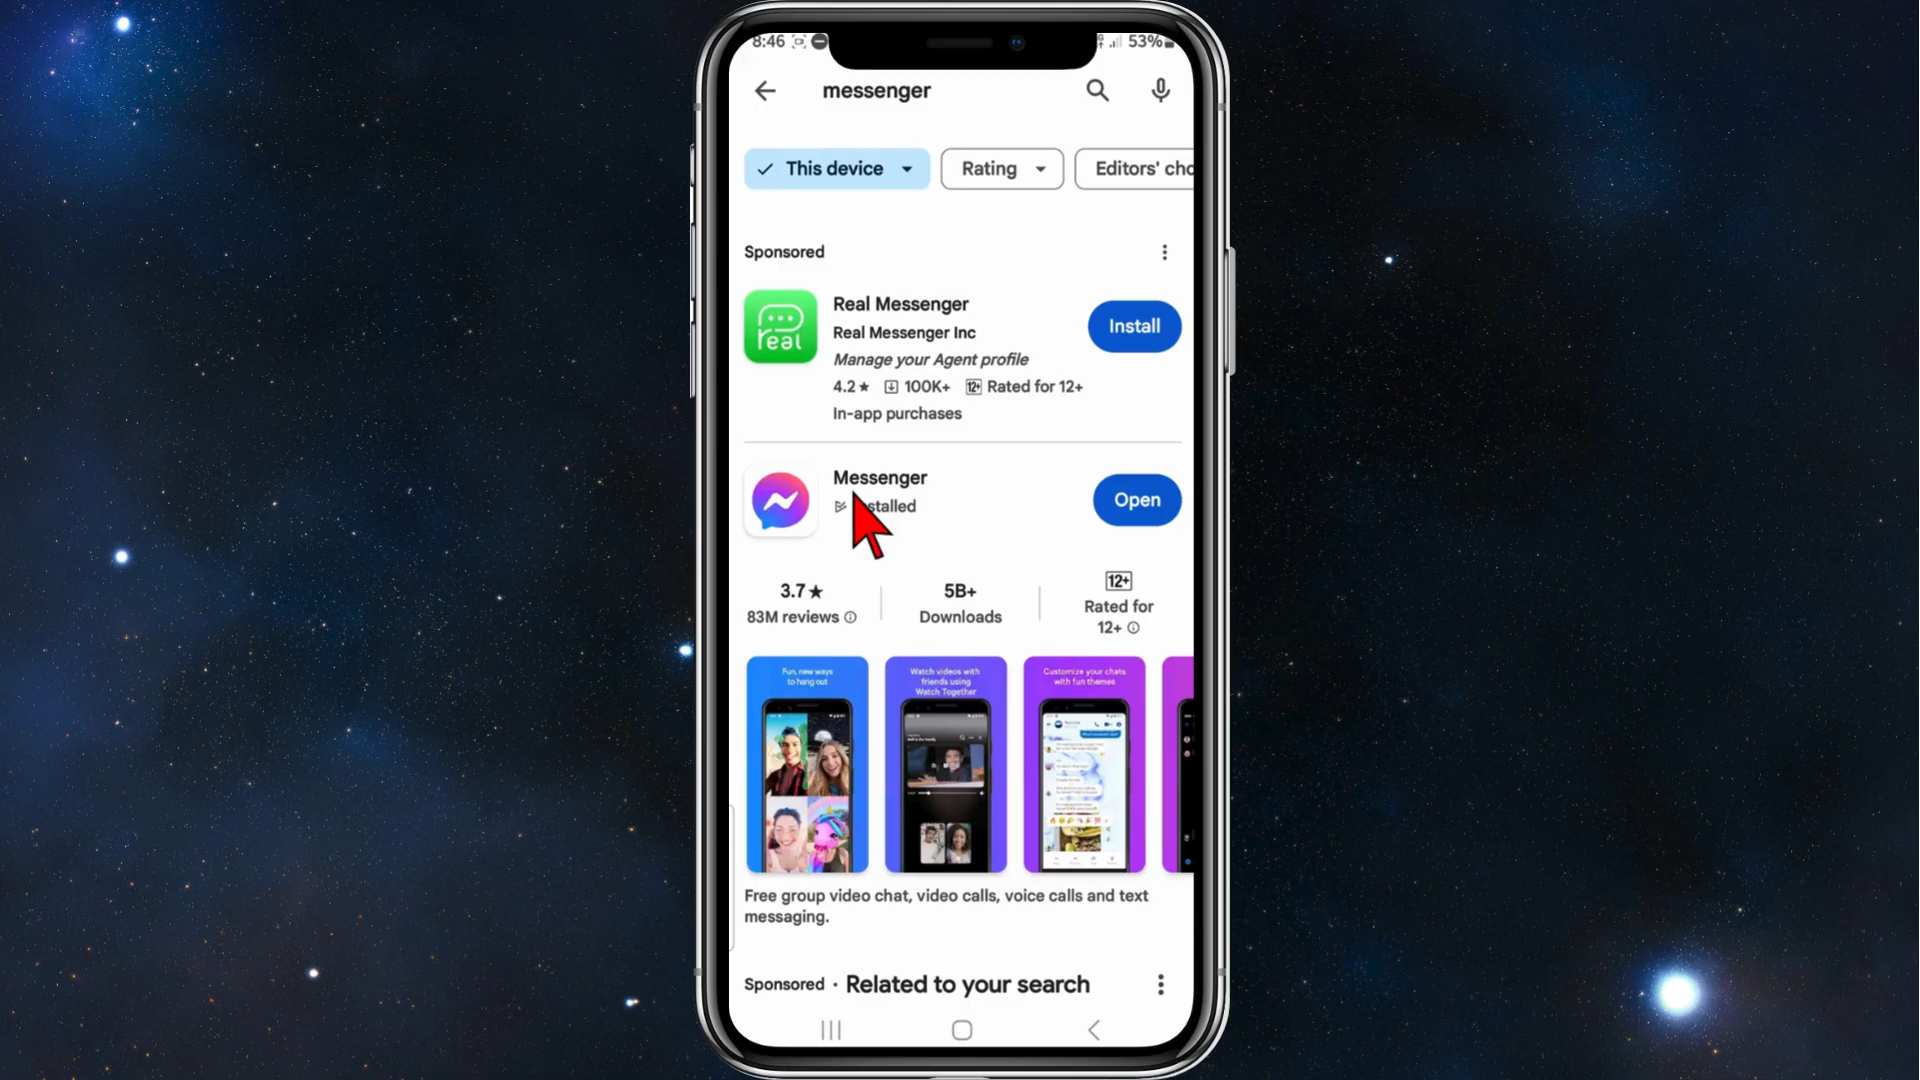 8:46 53%
messenger
This device Rating Editors' cho
Sponsored
real
Real Messenger
Real Messenger Inc
Manage your Agent profile
4.2★ 100K+ 12+ Rated for 12+
In-app purchases
Install
Messenger
stalled
Open
3.7★
83M reviews
5B+
Downloads
12+
Rated for
12+
Fun, new ways
to hang out
Watch videos with
friends using
Watch Together
Customize your chats
with fun themes
Free group video chat, video calls, voice calls and text
messaging.
Sponsored · Related to your search